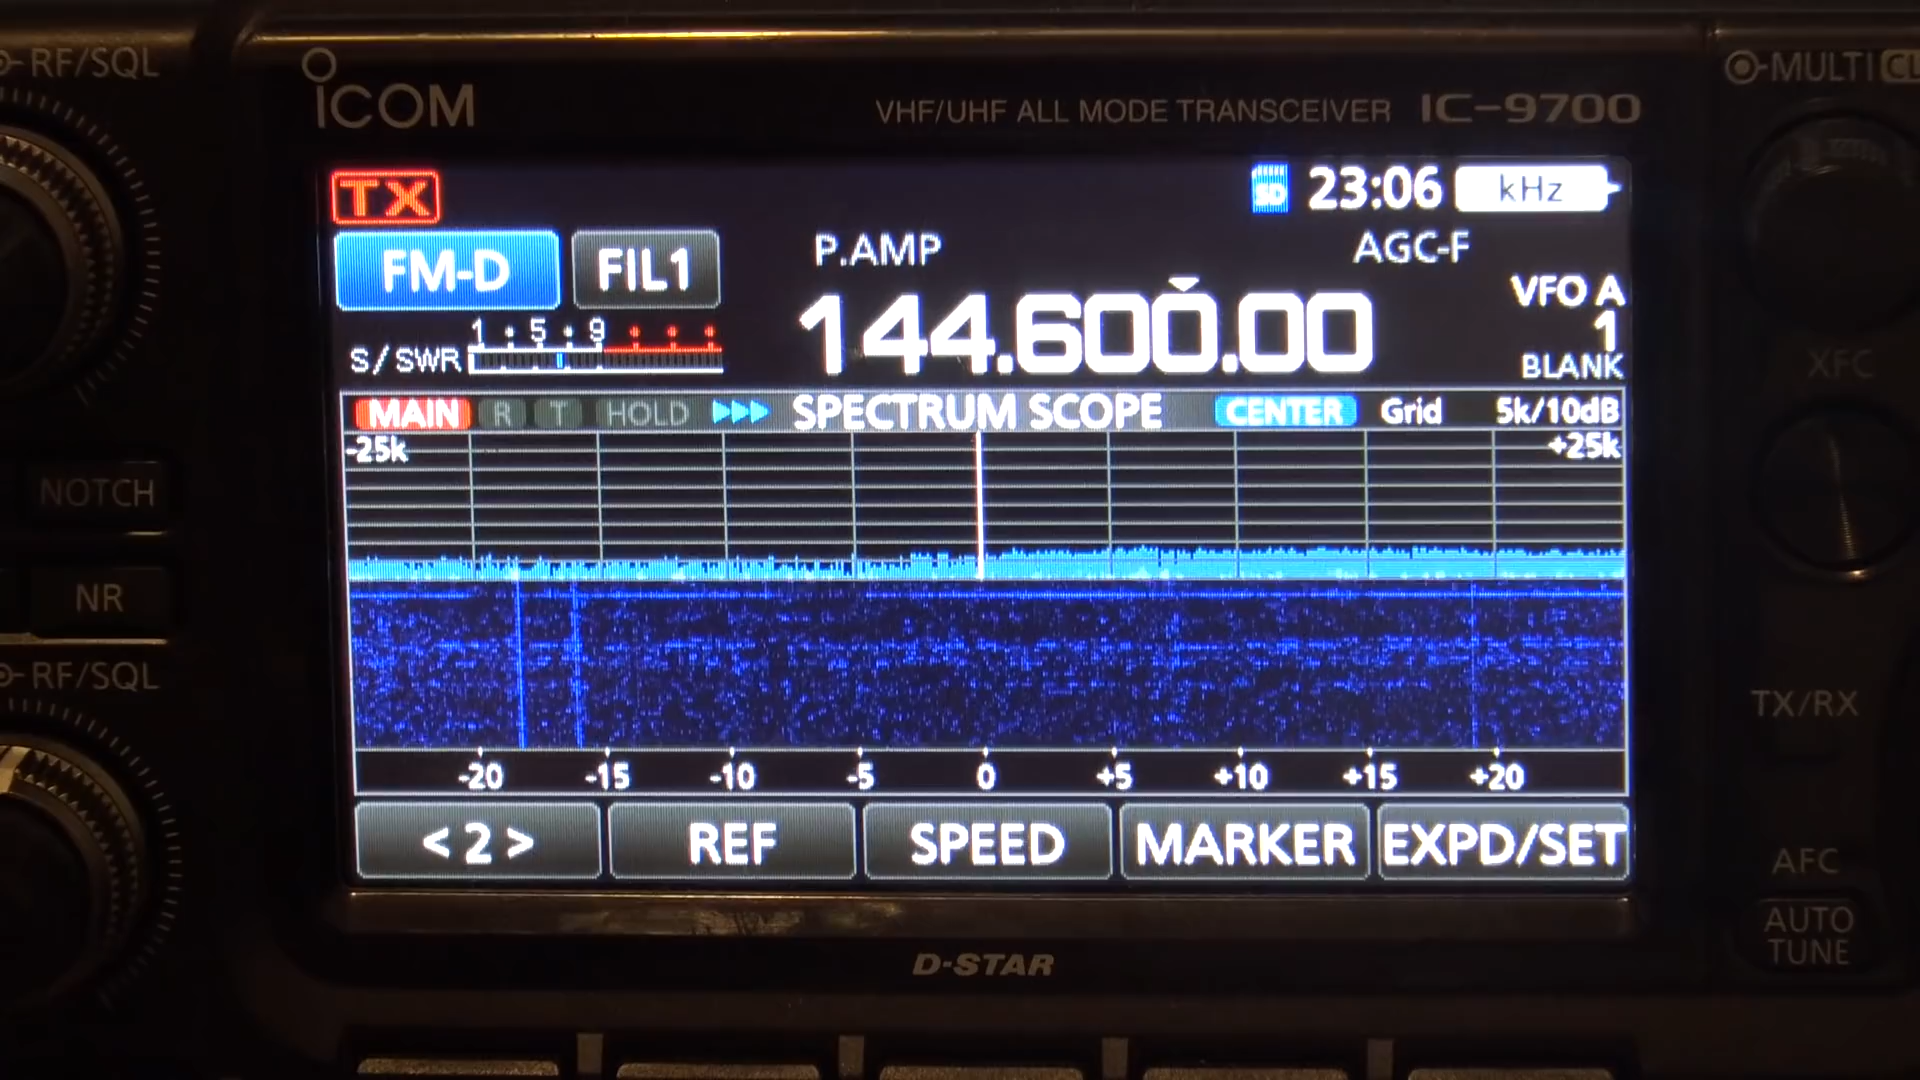 RF/SQL
ICOM
VHF/UHF ALL MODE TRANSCEIVER IC-9700
MULTI CL
TX
SD 23:06 kHz
FM-D FIL1 P.AMP AGC-F
1 5 9
S/SWR
144.600.00
VFO A
1
BLANK
XFC
MAIN R T HOLD SPECTRUM SCOPE CENTER Grid 5k/10dB
-25k +25k
NOTCH
NR
RF/SQL
TX/RX
-20 -15 -10 -5 0 +5 +10 +15 +20
< 2 > REF SPEED MARKER EXPD/SET
AFC
AUTO
TUNE
D-STAR